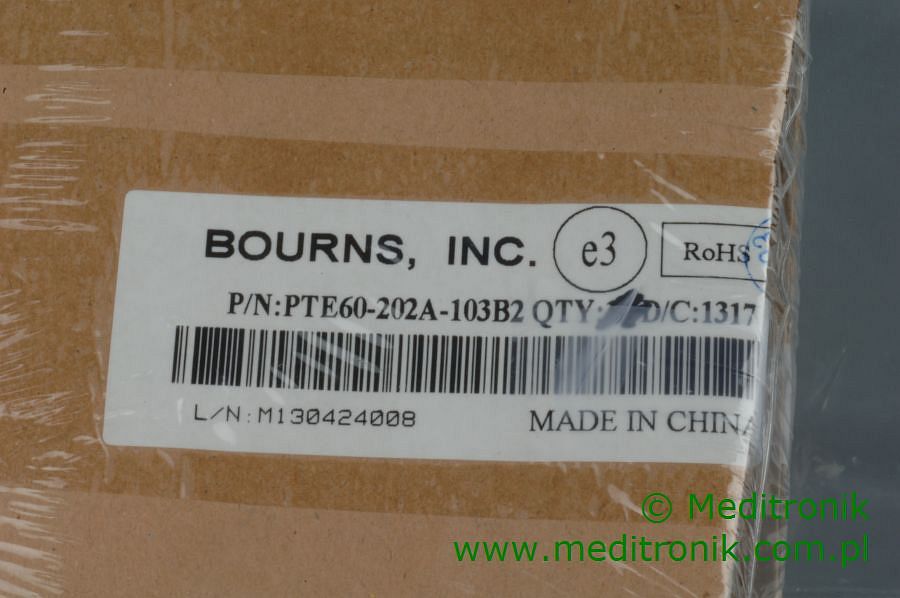 BOURNS, INC. e3 RoHS
P/N:PTE60-202A-103B2 QTY: D/C:1317
L/N:M130424008 MADE IN CHINA
© Meditronik
www.meditronik.com.pl